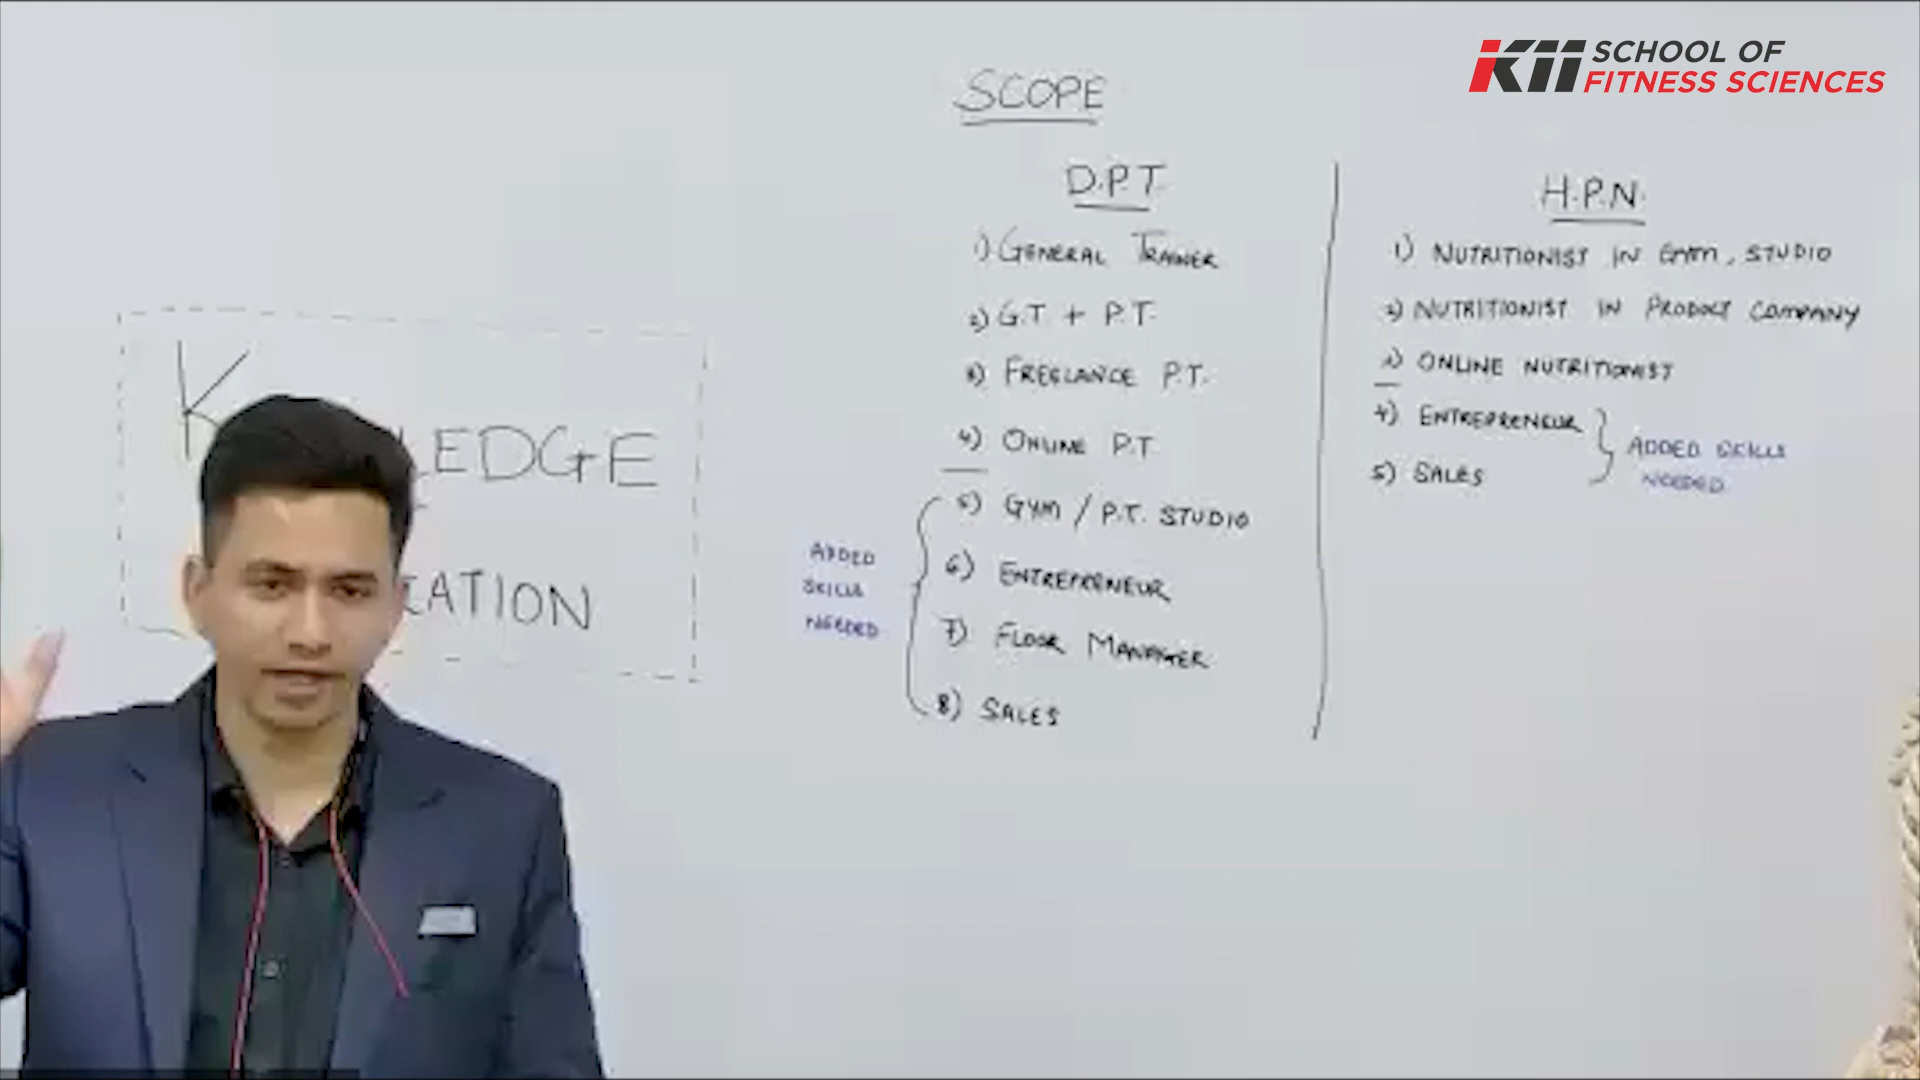 iKii SCHOOL OF
FITNESS SCIENCES
SCOPE
K LEDGE
CATION
D.P.T.
1) GENERAL TRAINER
2) G.T. + P.T.
3) FREELANCE P.T.
4) ONLINE P.T
5) GYM / P.T. STUDIO
6) ENTREPRENEUR
7) FLOOR MANAGER
8) SALES
ADDED
SKILLS
NEEDED
H.P.N.
1) NUTRITIONIST IN GYM, STUDIO
2) NUTRITIONIST IN PRODUCT COMPANY
3) ONLINE NUTRITIONIST
4) ENTREPRENEUR
5) SALES
ADDED SKILLS
NEEDED